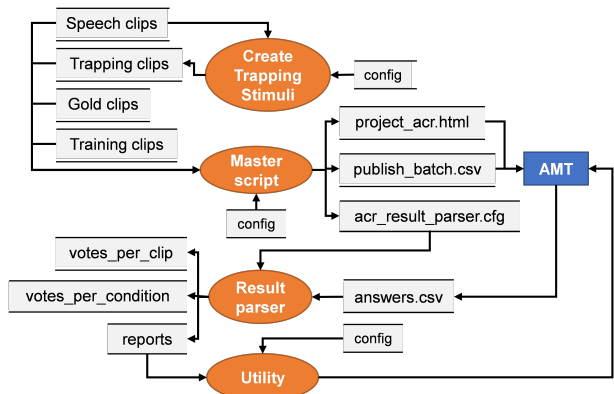 Speech clips
Trapping clips
Gold clips
Training clips
Create
Trapping
Stimuli
config
Master
script
config
project_acr.html
publish_batch.csv
acr_result_parser.cfg
AMT
votes_per_clip
votes_per_condition
reports
Result
parser
answers.csv
config
Utility